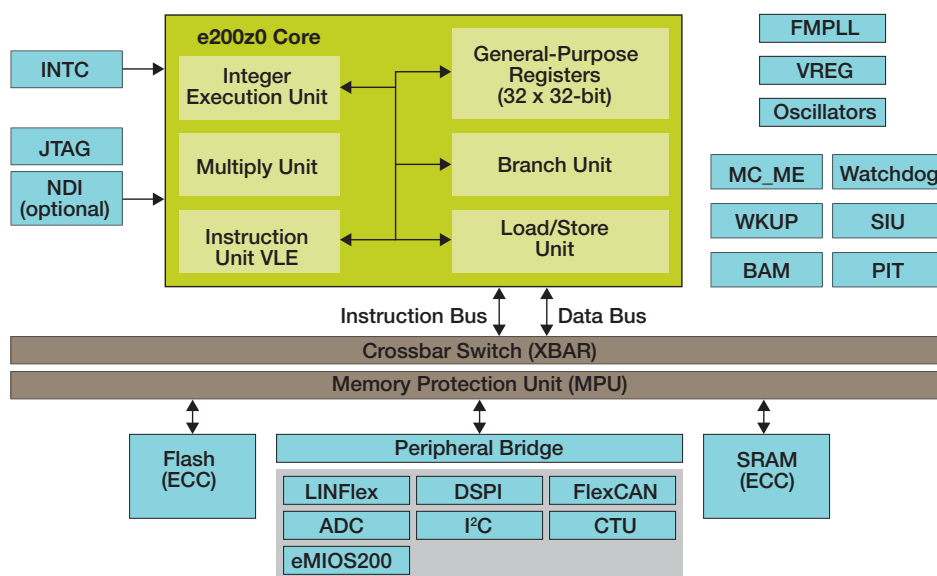 e200z0 Core
INTC
JTAG
NDI
(optional)
Integer
Execution Unit
General-Purpose
Registers
(32 x 32-bit)
Multiply Unit
Branch Unit
Instruction
Unit VLE
Load/Store
Unit
FMPLL
VREG
Oscillators
MC_ME
Watchdog
WKUP
SIU
BAM
PIT
Instruction Bus
Data Bus
Crossbar Switch (XBAR)
Memory Protection Unit (MPU)
Flash
(ECC)
Peripheral Bridge
SRAM
(ECC)
LINFlex
DSPI
FlexCAN
ADC
I²C
CTU
eMIOS200